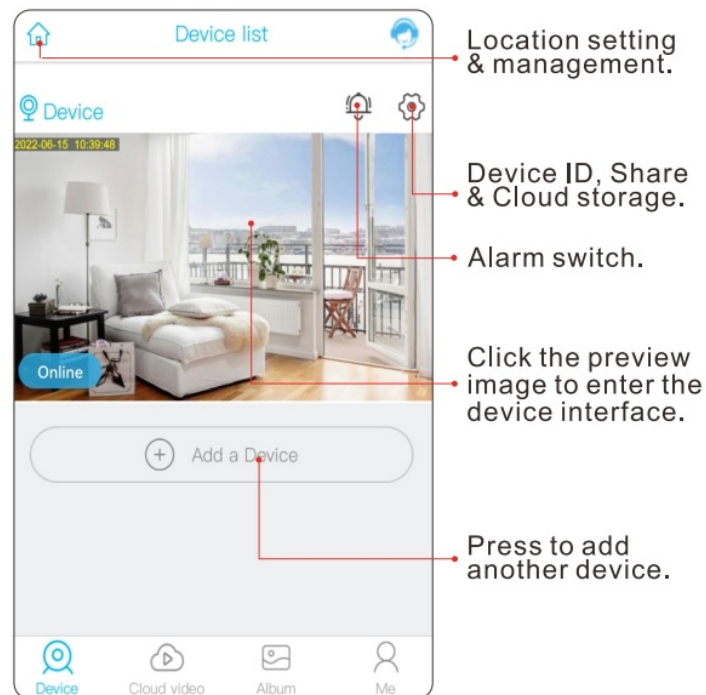 Device list
Location setting
& management.
Device
2022-06-15 10:39:48
Device ID, Share
& Cloud storage.
Alarm switch.
Online
Click the preview
image to enter the
device interface.
Add a Device
Press to add
another device.
Device
Cloud video
Album
Me